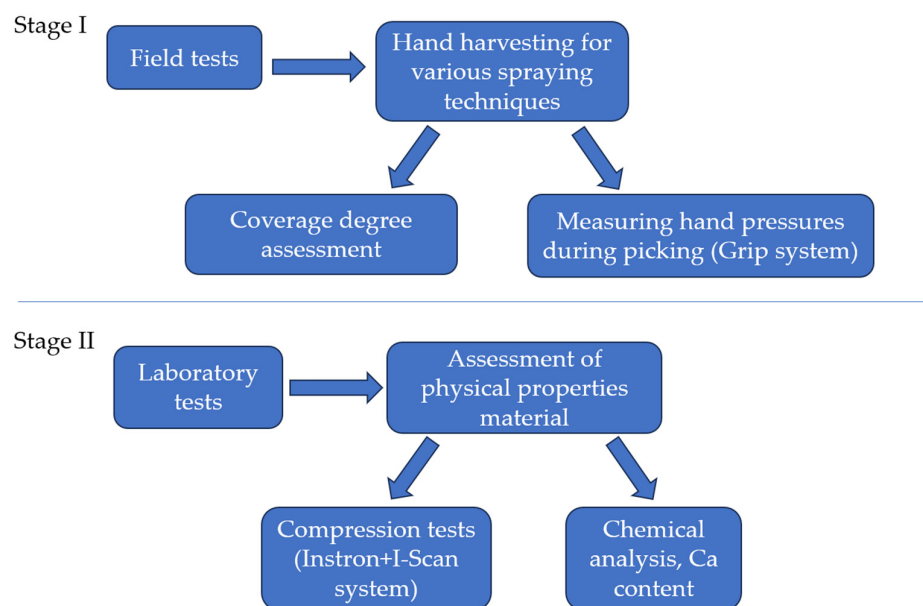 Stage I
Field tests
Hand harvesting for
various spraying
techniques
Coverage degree
assessment
Measuring hand pressures
during picking (Grip system)
Stage II
Laboratory
tests
Assessment of
physical properties
material
Compression tests
(Instron+I-Scan
system)
Chemical
analysis, Ca
content